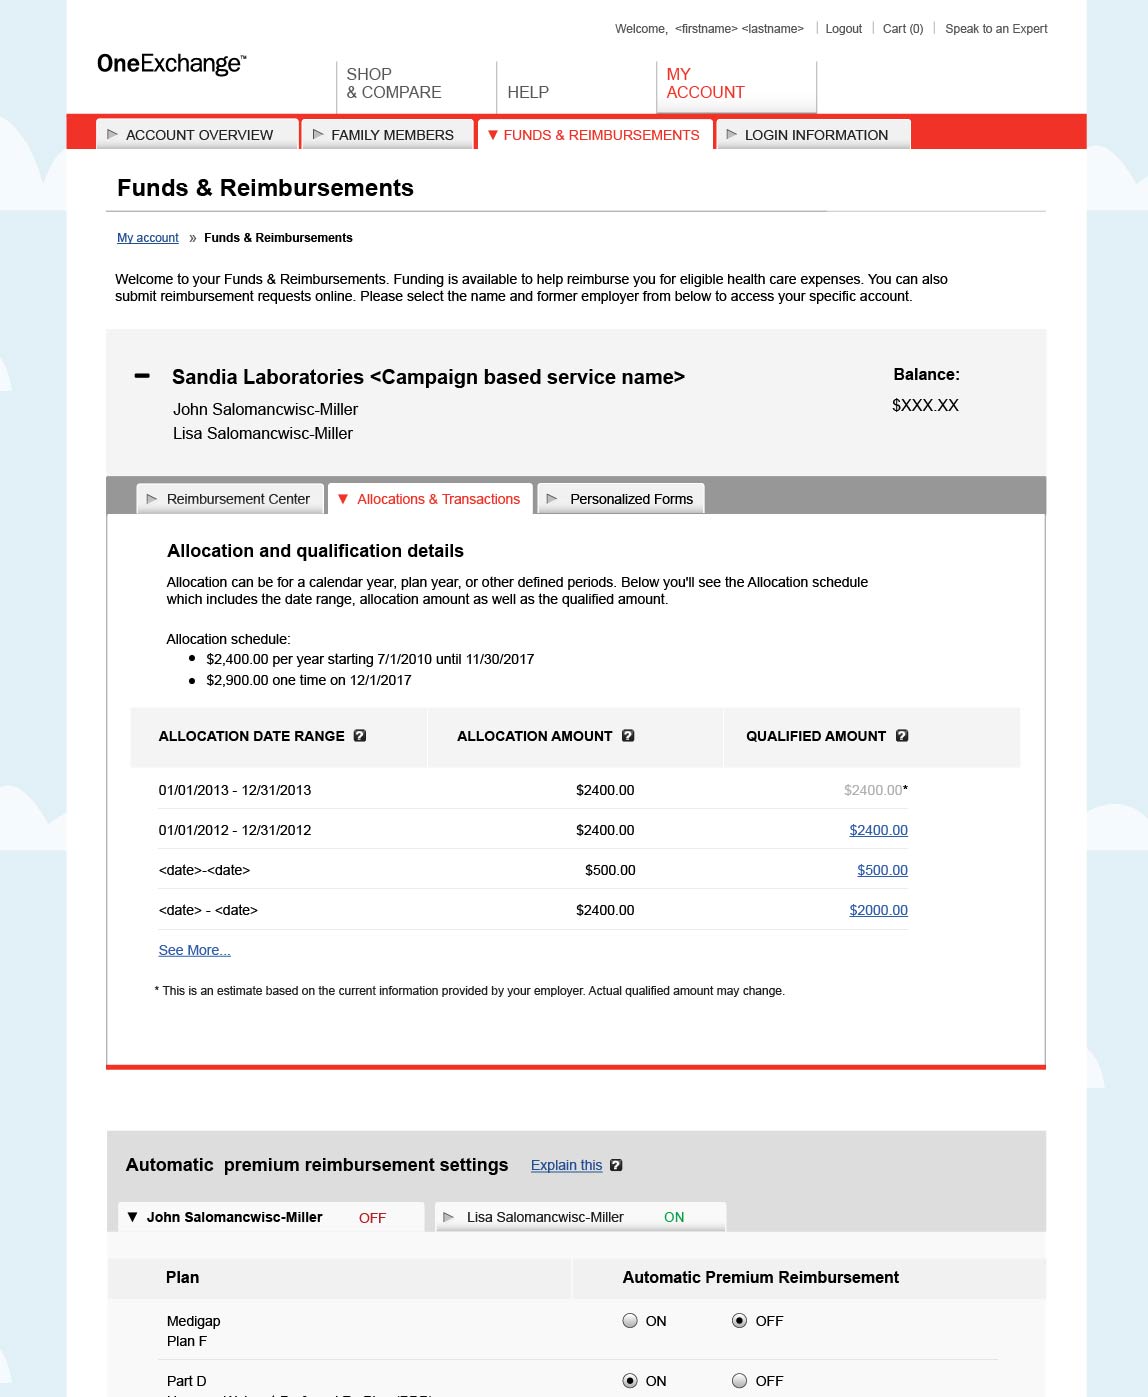 Welcome, <firstname> <lastname> Logout Cart (0) Speak to an Expert
OneExchange™
SHOP
& COMPARE
HELP
MY
ACCOUNT
ACCOUNT OVERVIEW FAMILY MEMBERS FUNDS & REIMBURSEMENTS LOGIN INFORMATION
Funds & Reimbursements
My account » Funds & Reimbursements
Welcome to your Funds & Reimbursements. Funding is available to help reimburse you for eligible health care expenses. You can also
submit reimbursement requests online. Please select the name and former employer from below to access your specific account.
Sandia Laboratories <Campaign based service name> Balance:
John Salomancwisc-Miller $XXX.XX
Lisa Salomancwisc-Miller
Reimbursement Center Allocations & Transactions Personalized Forms
Allocation and qualification details
Allocation can be for a calendar year, plan year, or other defined periods. Below you'll see the Allocation schedule
which includes the date range, allocation amount as well as the qualified amount.
Allocation schedule:
• $2,400.00 per year starting 7/1/2010 until 11/30/2017
• $2,900.00 one time on 12/1/2017
ALLOCATION DATE RANGE ? ALLOCATION AMOUNT ? QUALIFIED AMOUNT ?
01/01/2013 - 12/31/2013 $2400.00 $2400.00*
01/01/2012 - 12/31/2012 $2400.00 $2400.00
<date>-<date> $500.00 $500.00
<date> - <date> $2400.00 $2000.00
See More...
* This is an estimate based on the current information provided by your employer. Actual qualified amount may change.
Automatic premium reimbursement settings Explain this ?
John Salomancwisc-Miller OFF Lisa Salomancwisc-Miller ON
Plan Automatic Premium Reimbursement
Medigap ON OFF
Plan F
Part D ON OFF